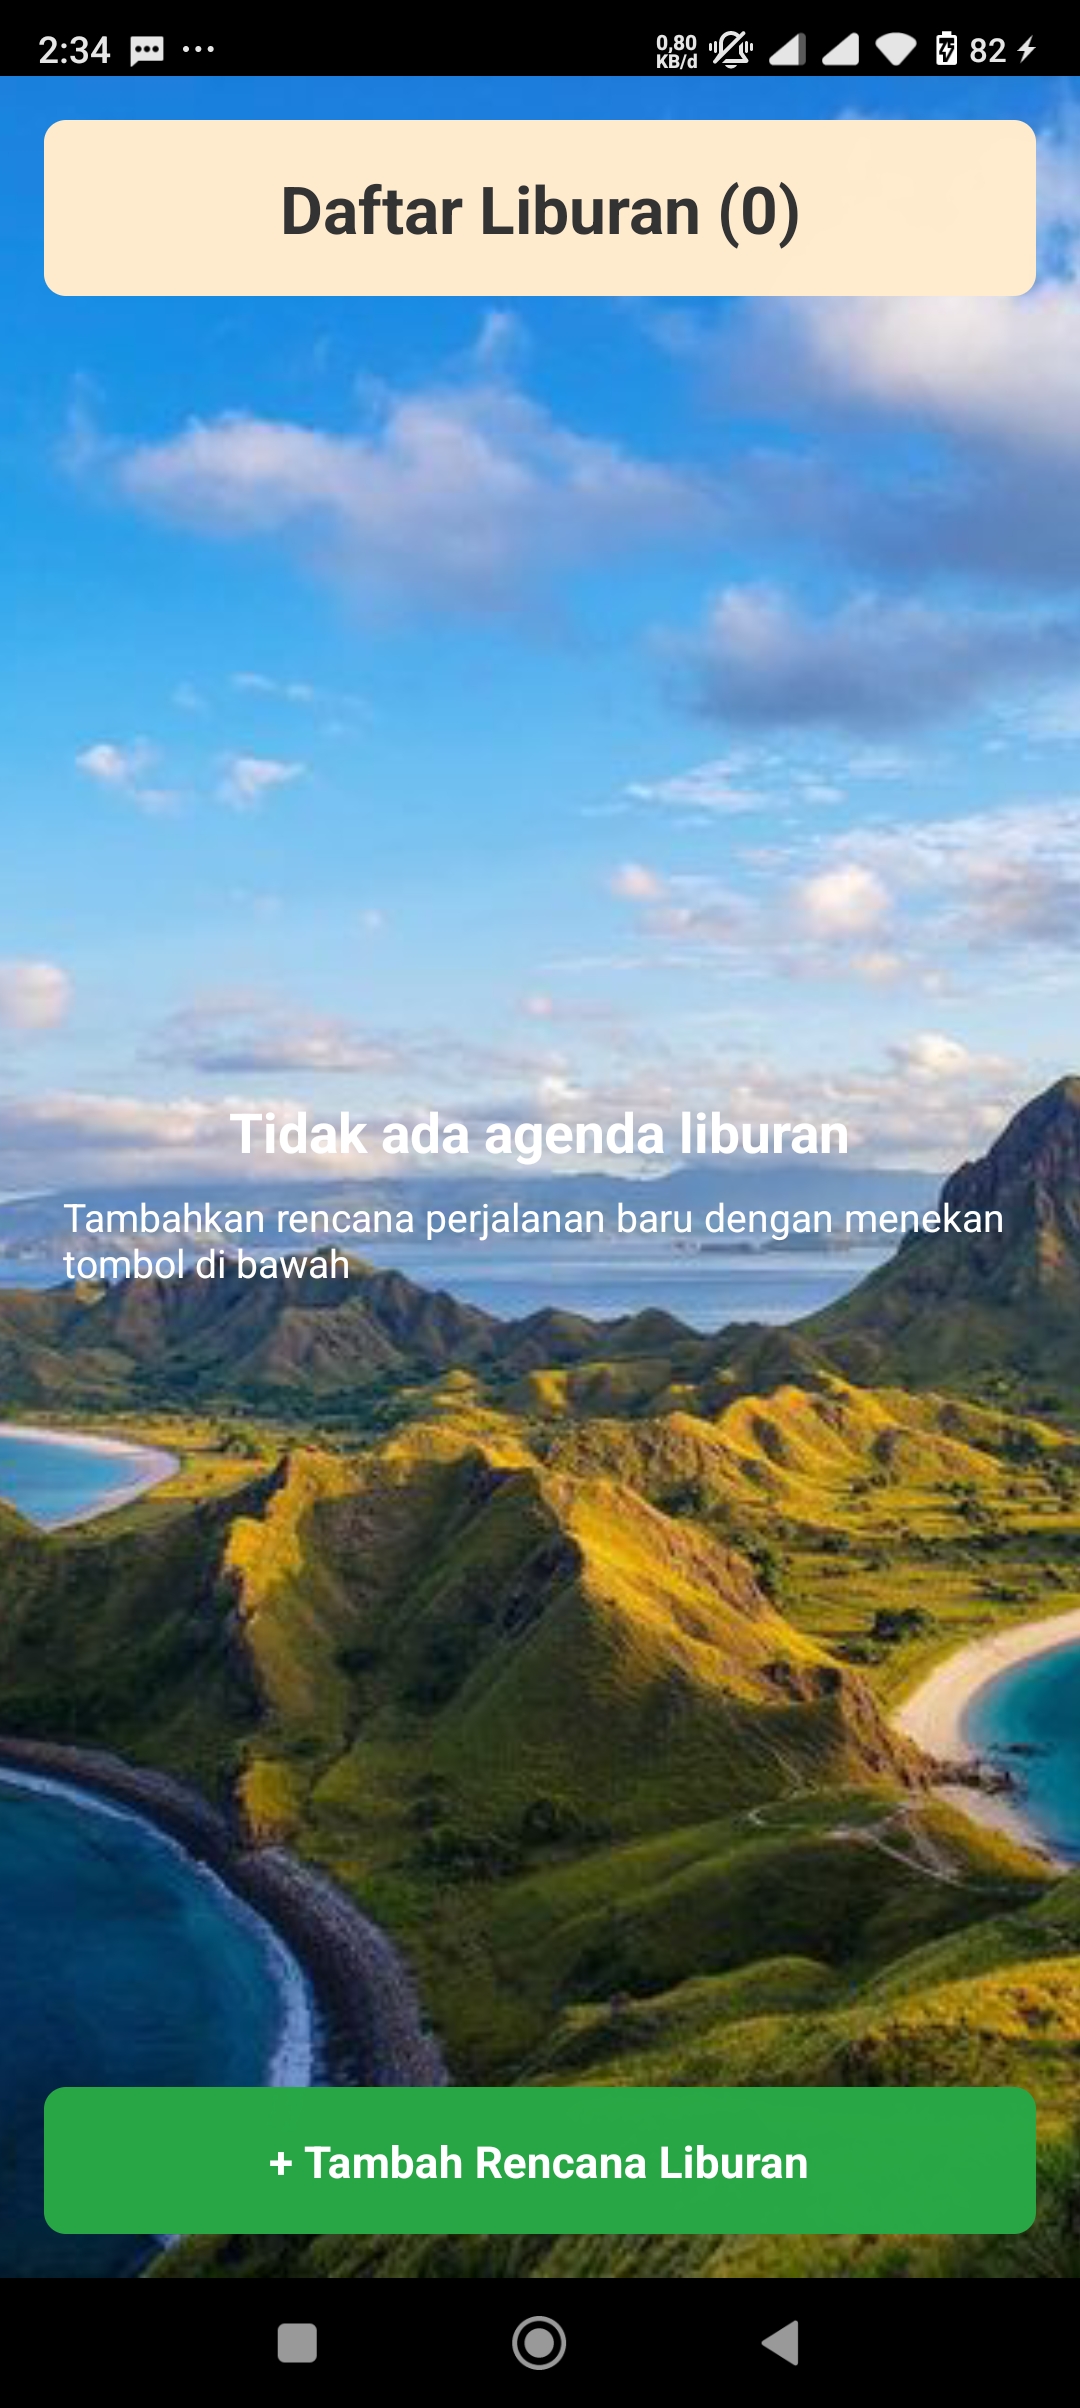 2:34
0,80
KB/d
82
Daftar Liburan (0)
Tidak ada agenda liburan
Tambahkan rencana perjalanan baru dengan menekan
tombol di bawah
+ Tambah Rencana Liburan